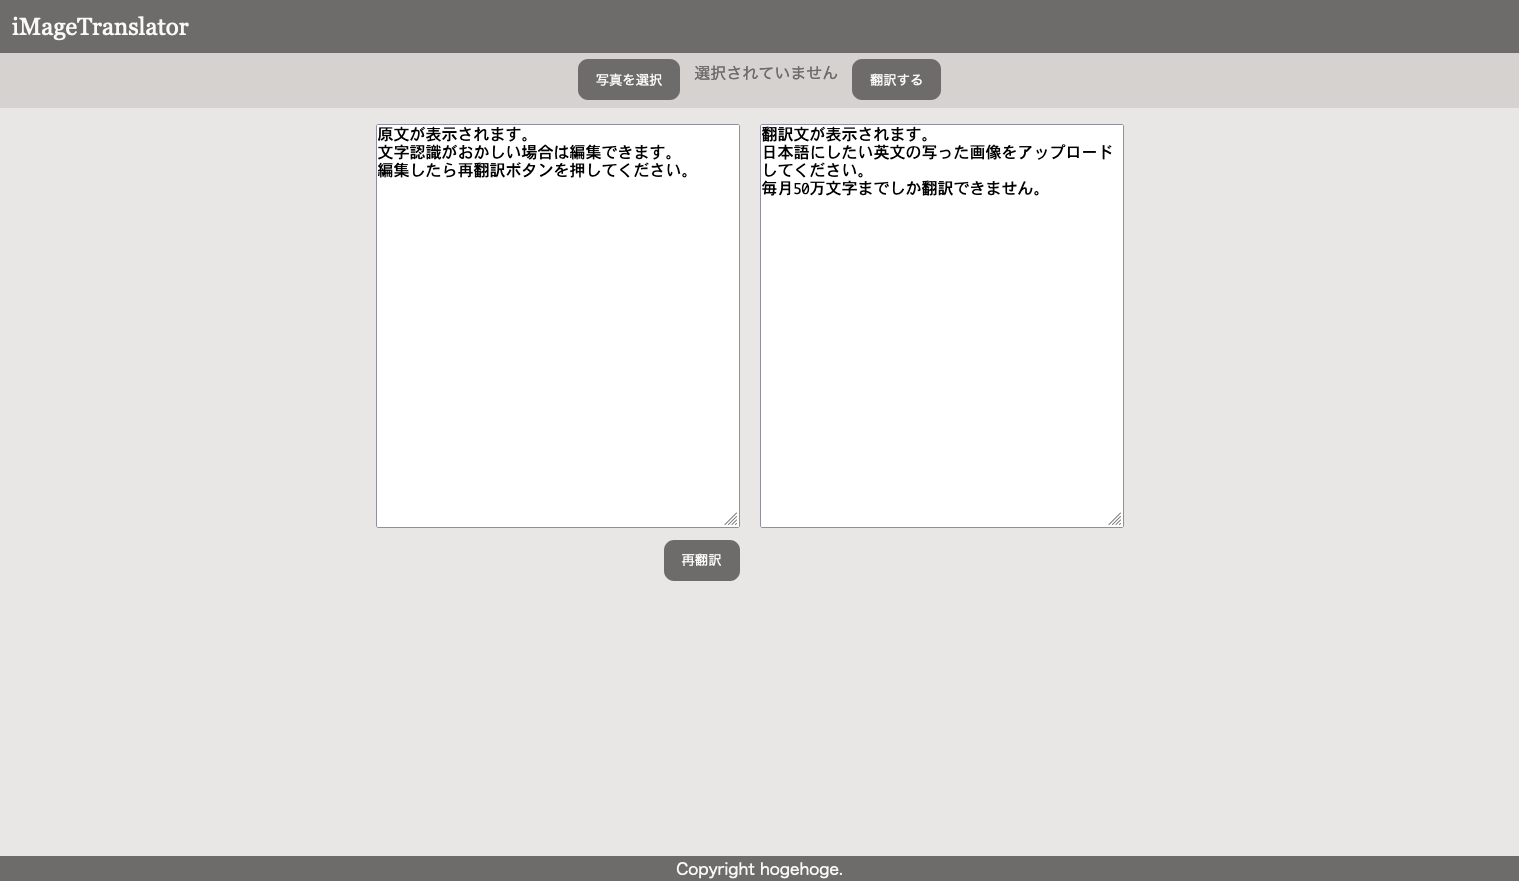 iMageTranslator
写真を選択
選択されていません
翻訳する
原文が表示されます。
文字認識がおかしい場合は編集できます。
編集したら再翻訳ボタンを押してください。
翻訳文が表示されます。
日本語にしたい英文の写った画像をアップロード
してください。
毎月50万文字までしか翻訳できません。
再翻訳
Copyright hogehoge.